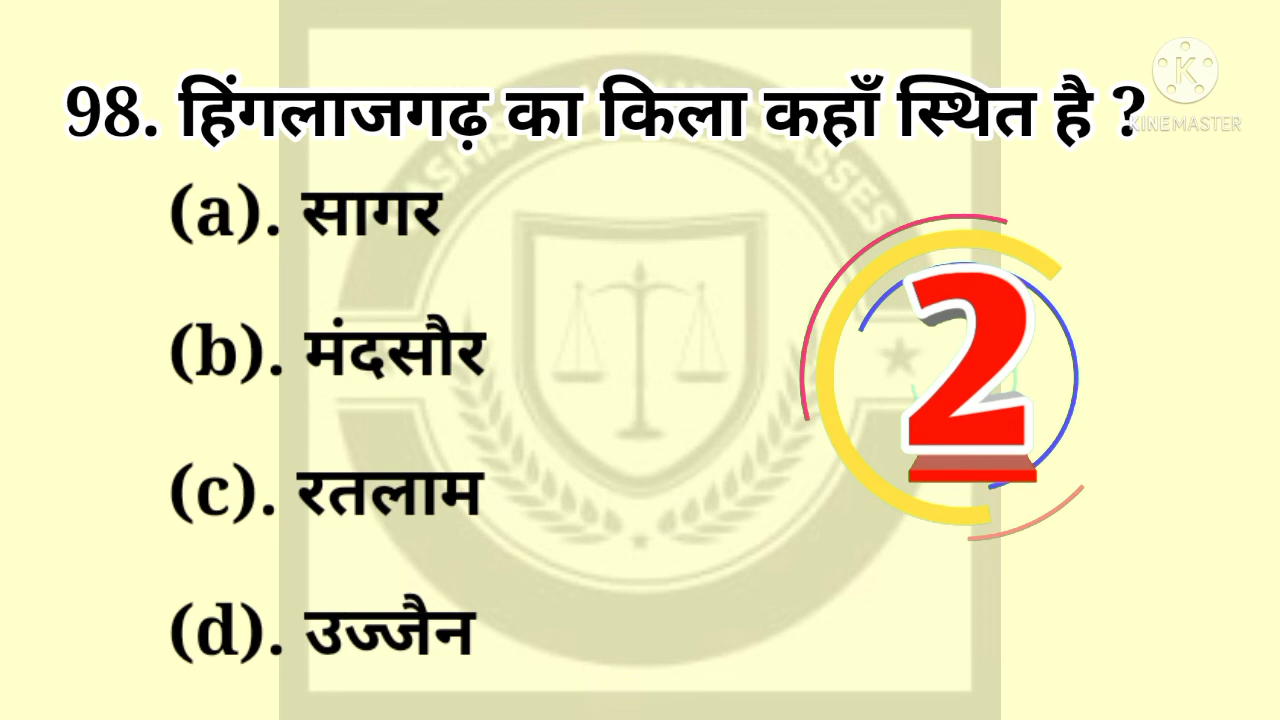 98. हिंगलाजगढ़ का किला कहाँ स्थित है ?
KINEMASTER
(a). सागर
(b). मंदसौर
2
(c). रतलाम
(d). उज्जैन